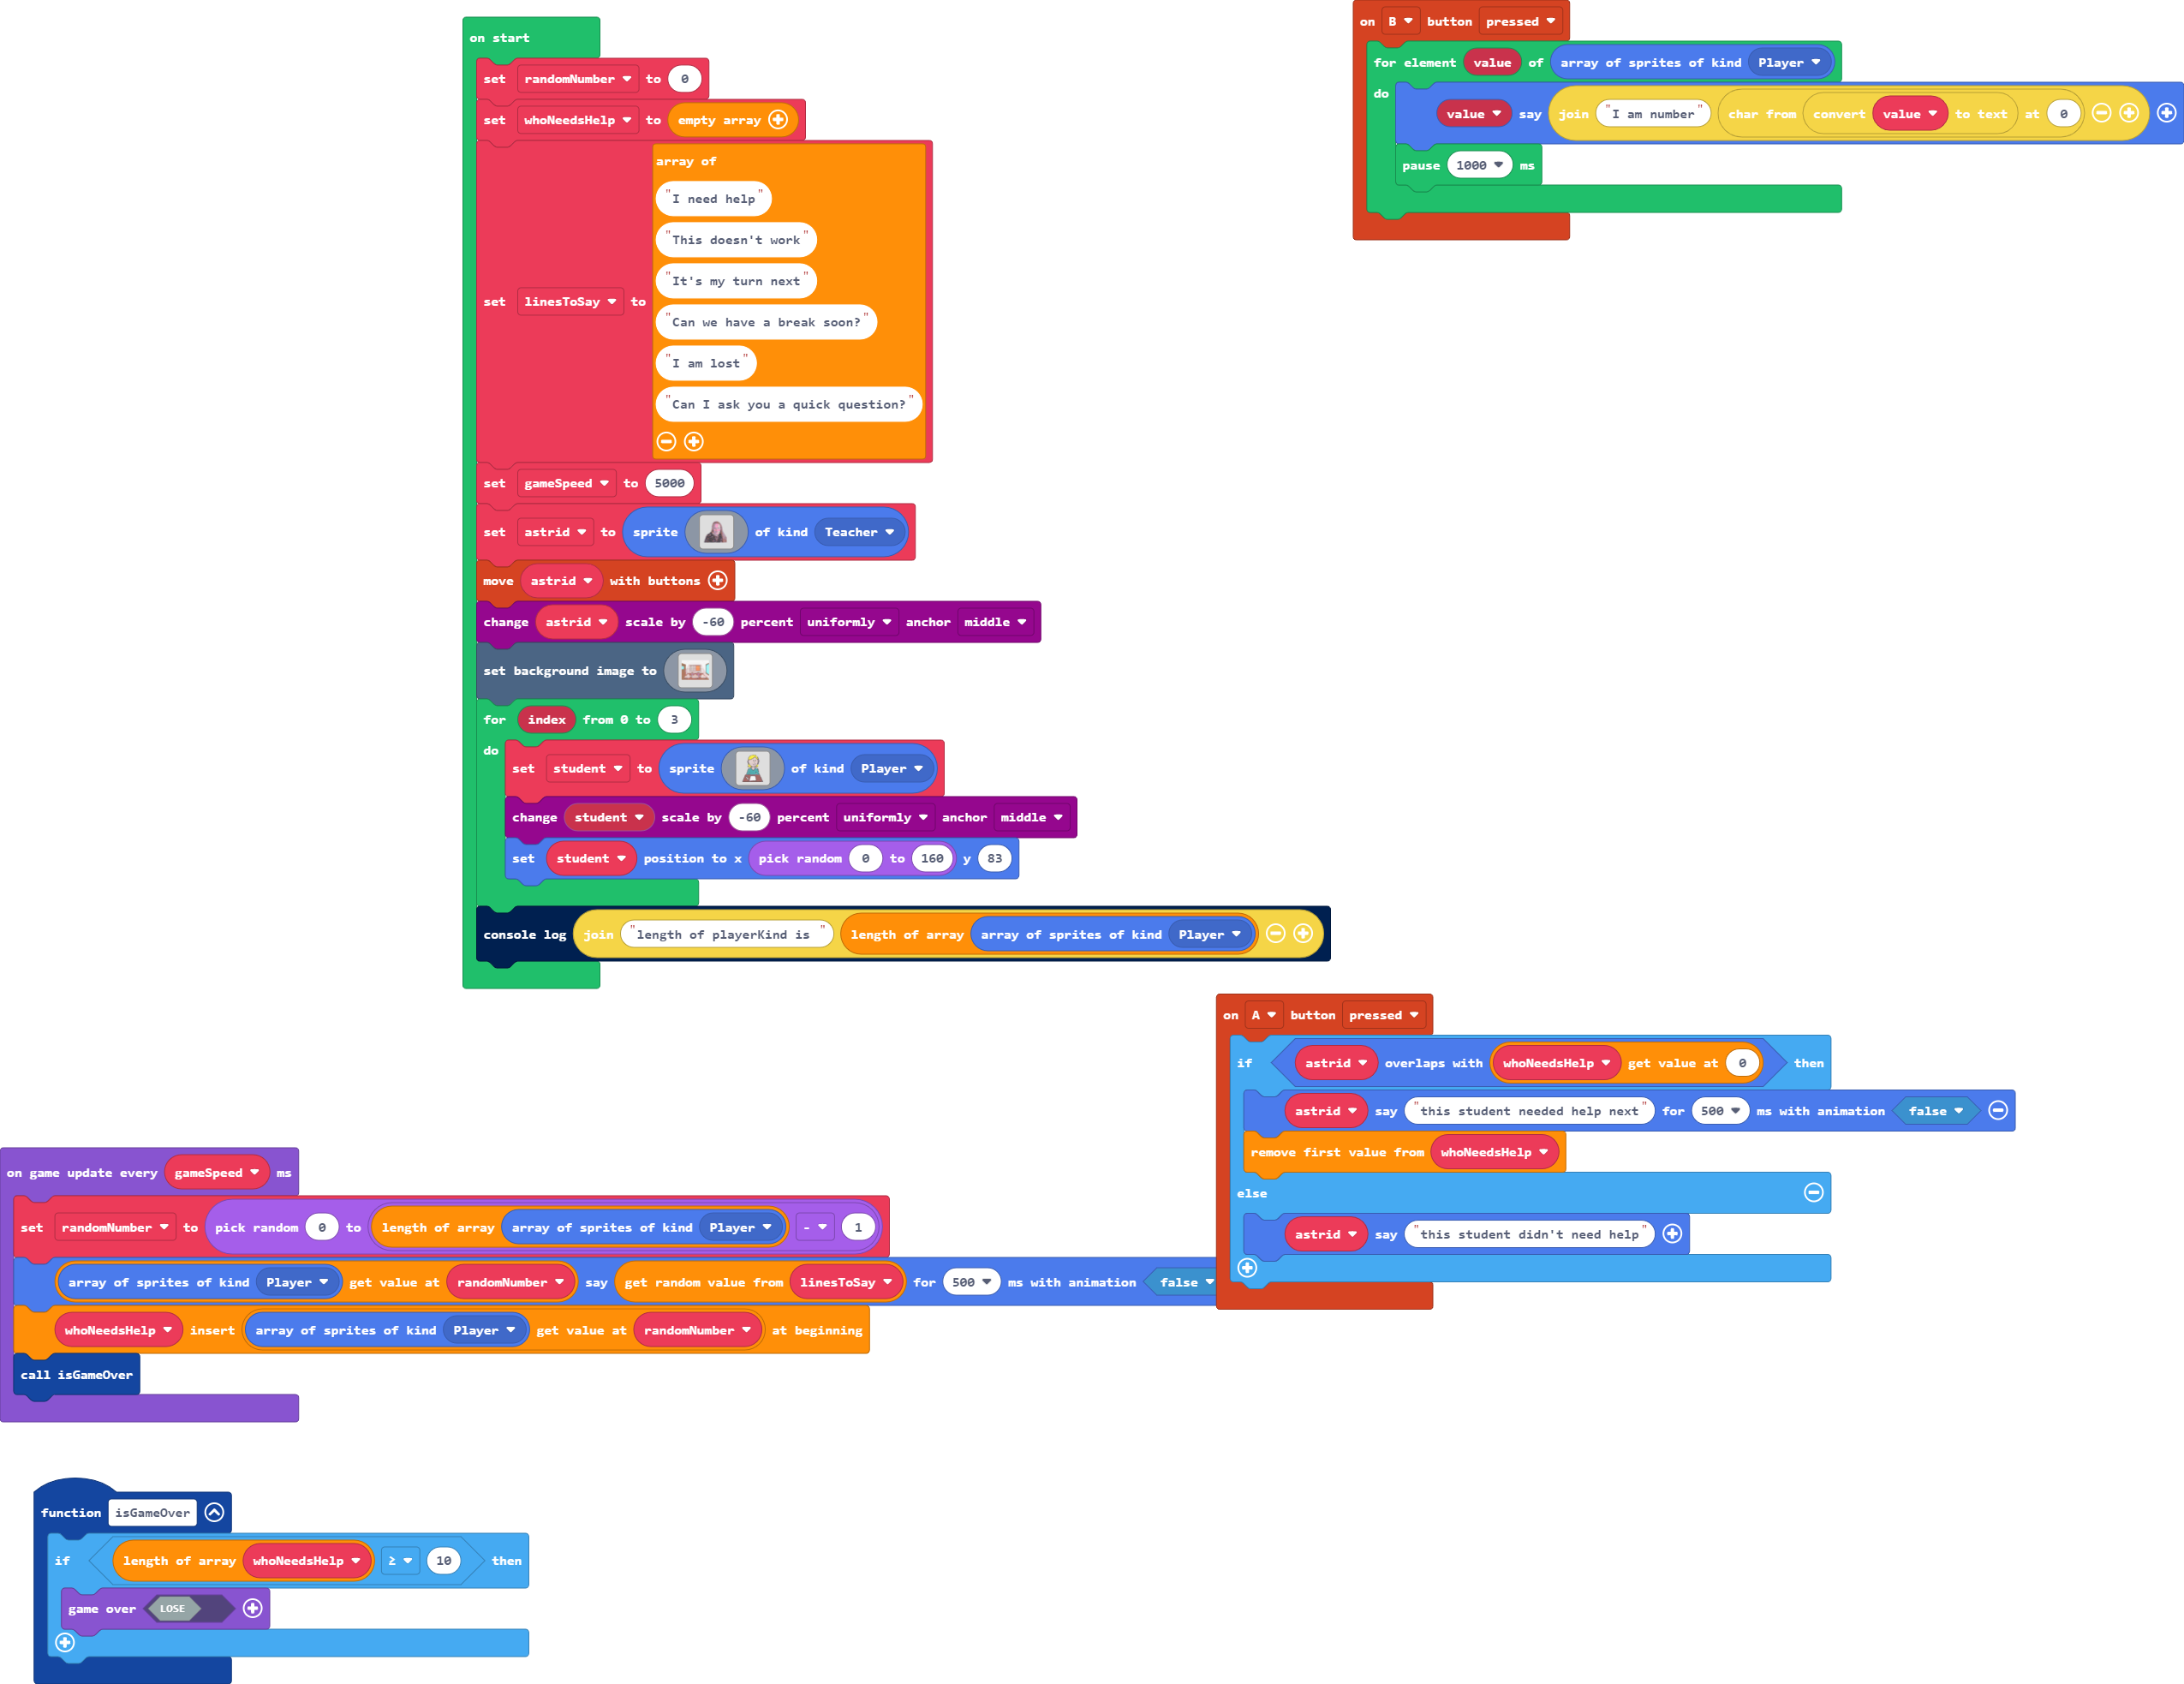 on start
set randomNumber to 0
set whoNeedsHelp to empty array
set linesToSay to array of
"I need help"
"This doesn't work"
"It's my turn next"
"Can we have a break soon?"
"I am lost"
"Can I ask you a quick question?"
set gameSpeed to 5000
set astrid to sprite of kind Teacher
move astrid with buttons
change astrid scale by -60 percent uniformly anchor middle
set background image to
for index from 0 to 3
do
set student to sprite of kind Player
change student scale by -60 percent uniformly anchor middle
set student position to x pick random 0 to 160 y 83
console log join "length of playerKind is " length of array array of sprites of kind Player
on B button pressed
for element value of array of sprites of kind Player
do
value say join "I am number" char from convert value to text at 0
pause 1000 ms
on A button pressed
if astrid overlaps with whoNeedsHelp get value at 0 then
astrid say "this student needed help next" for 500 ms with animation false
remove first value from whoNeedsHelp
else
astrid say "this student didn't need help"
on game update every gameSpeed ms
set randomNumber to pick random 0 to length of array array of sprites of kind Player - 1
array of sprites of kind Player get value at randomNumber say get random value from linesToSay for 500 ms with animation false
whoNeedsHelp insert array of sprites of kind Player get value at randomNumber at beginning
call isGameOver
function isGameOver
if length of array whoNeedsHelp ≥ 10 then
game over LOSE